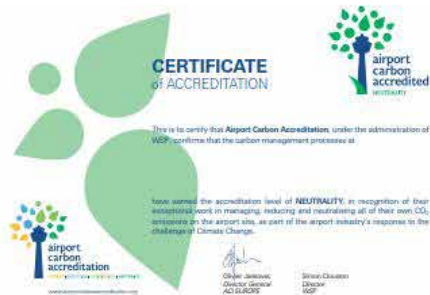 CERTIFICATE
of ACCREDITATION
airport
carbon
accredited
NEUTRALITY
This is to certify that Airport Carbon Accreditation, under the administration of
WSP, confirms that the carbon management processes at
have earned the accreditation level of NEUTRALITY, in recognition of their
exceptional work in managing, reducing and neutralising all of their own CO2
emissions on the airport site, as part of the airport industry's response to the
challenge of Climate Change.
airport
carbon
accreditation
Olivier Jankovec
Director General
ACI EUROPE
Simon Clouston
Director
WSP
www.airportcarbonaccreditation.org